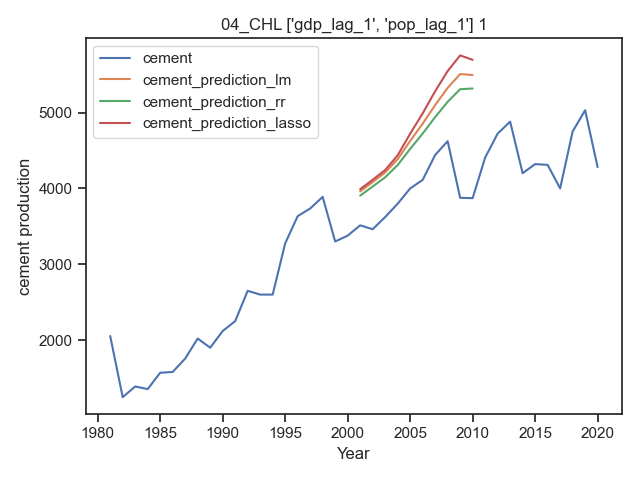 04_CHL ['gdp_lag_1', 'pop_lag_1'] 1
cement
cement_prediction_lm
cement_prediction_rr
cement_prediction_lasso
cement production
5000
4000
3000
2000
1980 1985 1990 1995 2000 2005 2010 2015 2020
Year